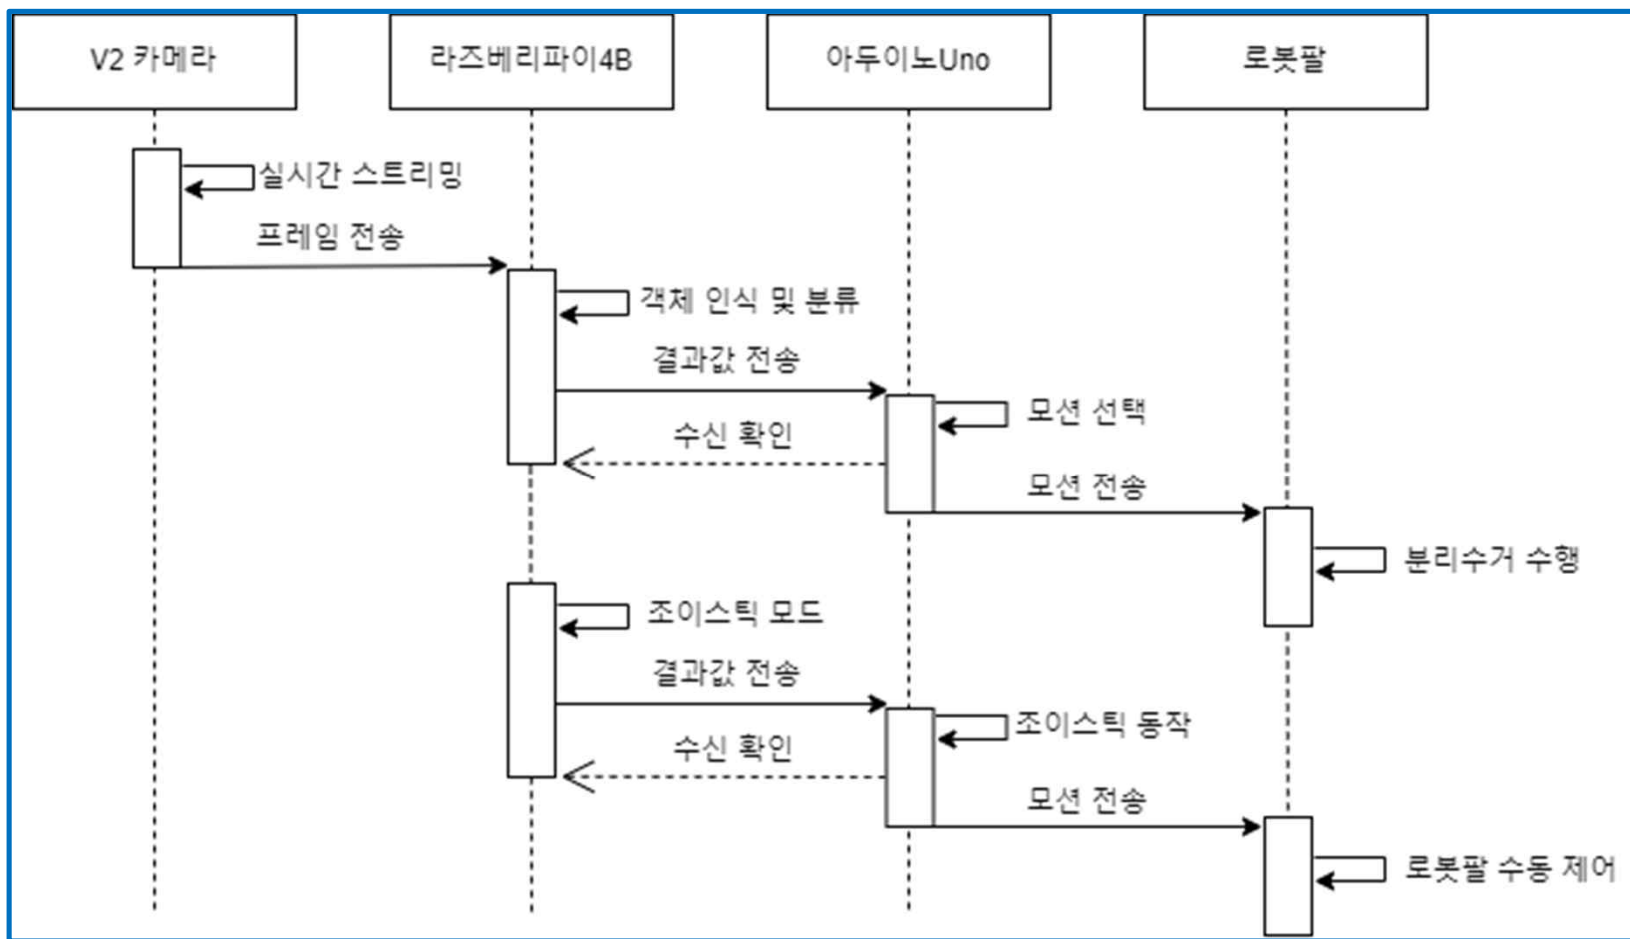 V2 카메라
라즈베리파이4B
아두이노Uno
로봇팔
실시간 스트리밍
프레임 전송
객체 인식 및 분류
결과값 전송
모션 선택
수신 확인
모션 전송
분리수거 수행
조이스틱 모드
결과값 전송
조이스틱 동작
수신 확인
모션 전송
로봇팔 수동 제어